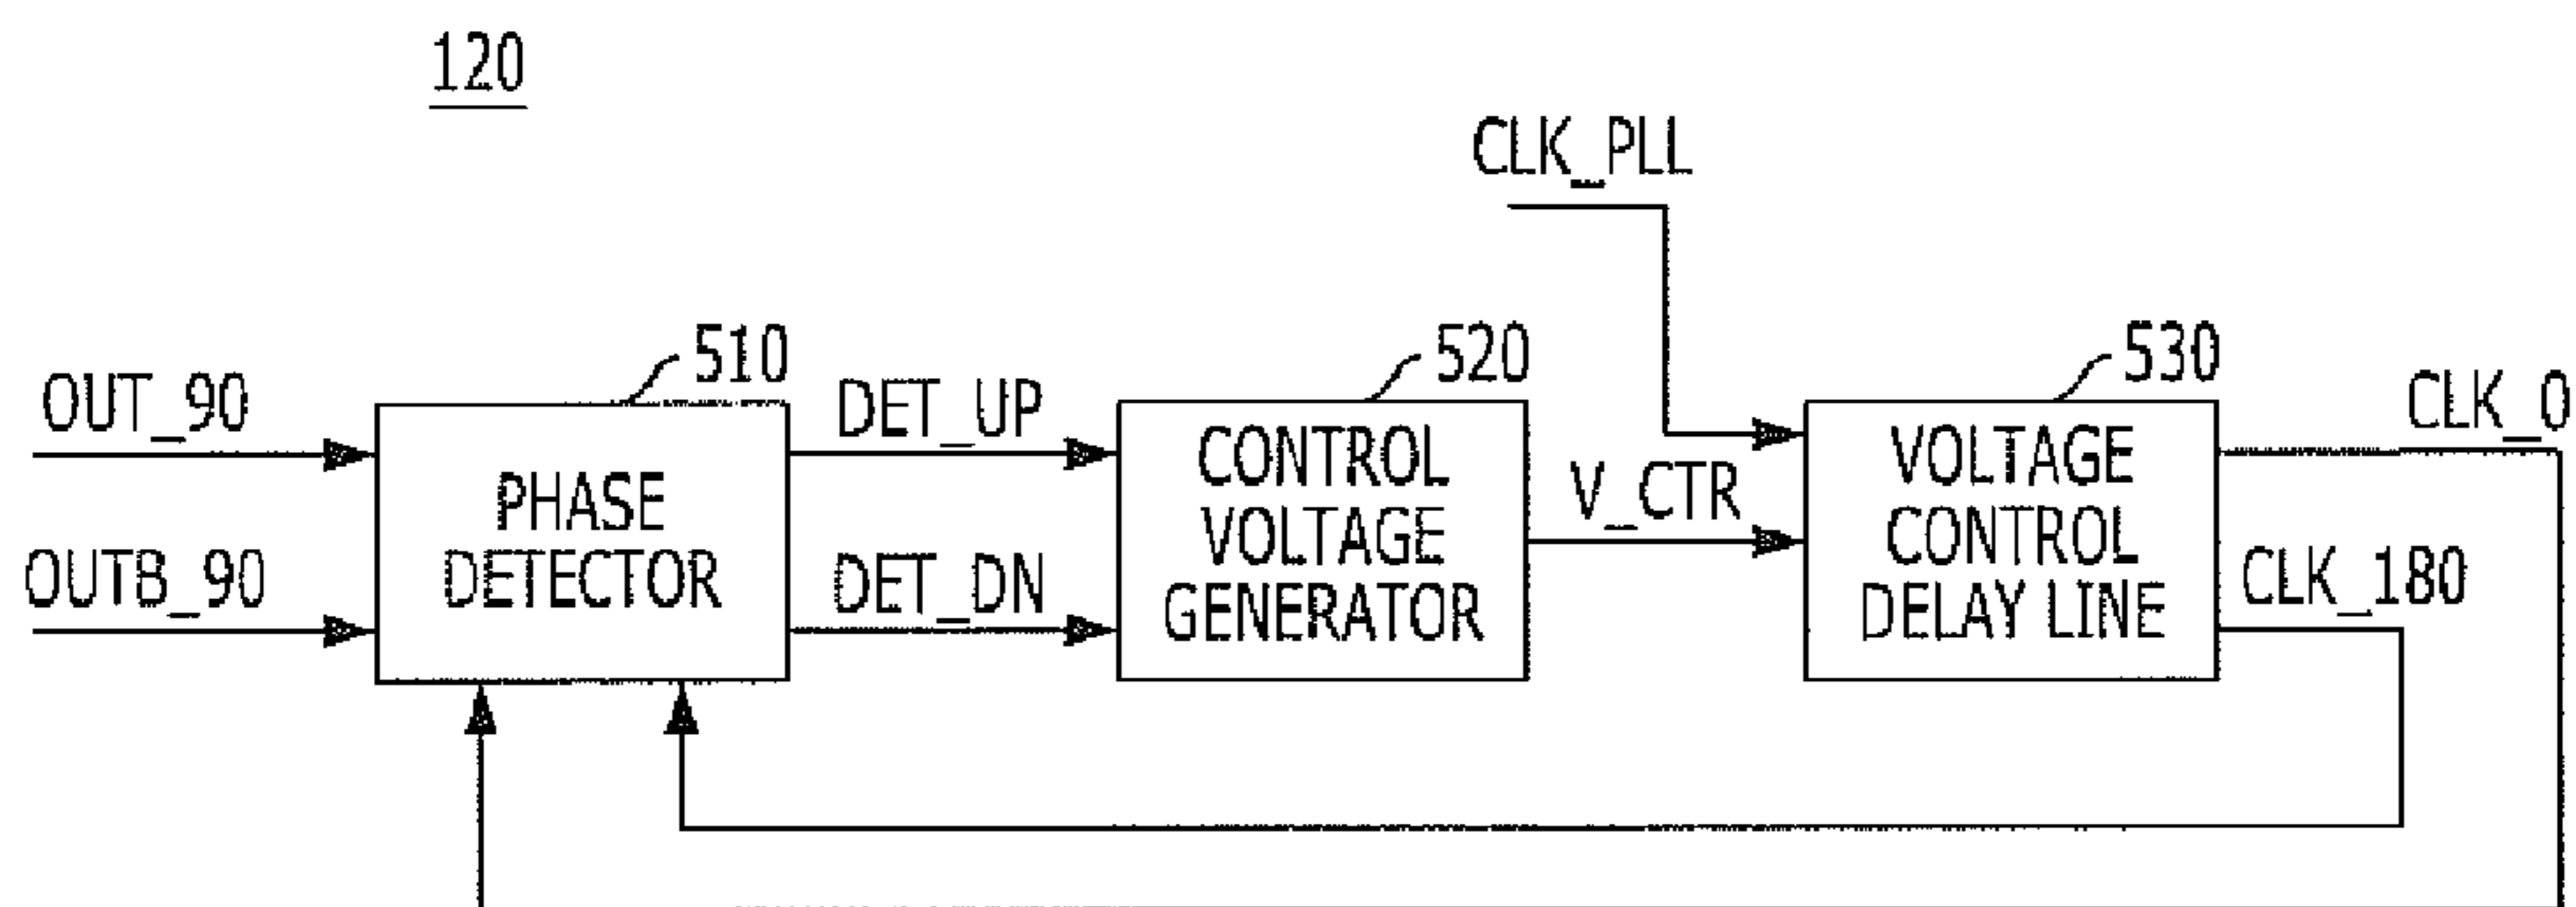 120
CLK_PLL
510
520
530
OUT_90
DET_UP
CLK_0
OUTB_90
DET_DN
V_CTR
CLK_180
PHASE
DETECTOR
CONTROL
VOLTAGE
GENERATOR
VOLTAGE
CONTROL
DELAY LINE